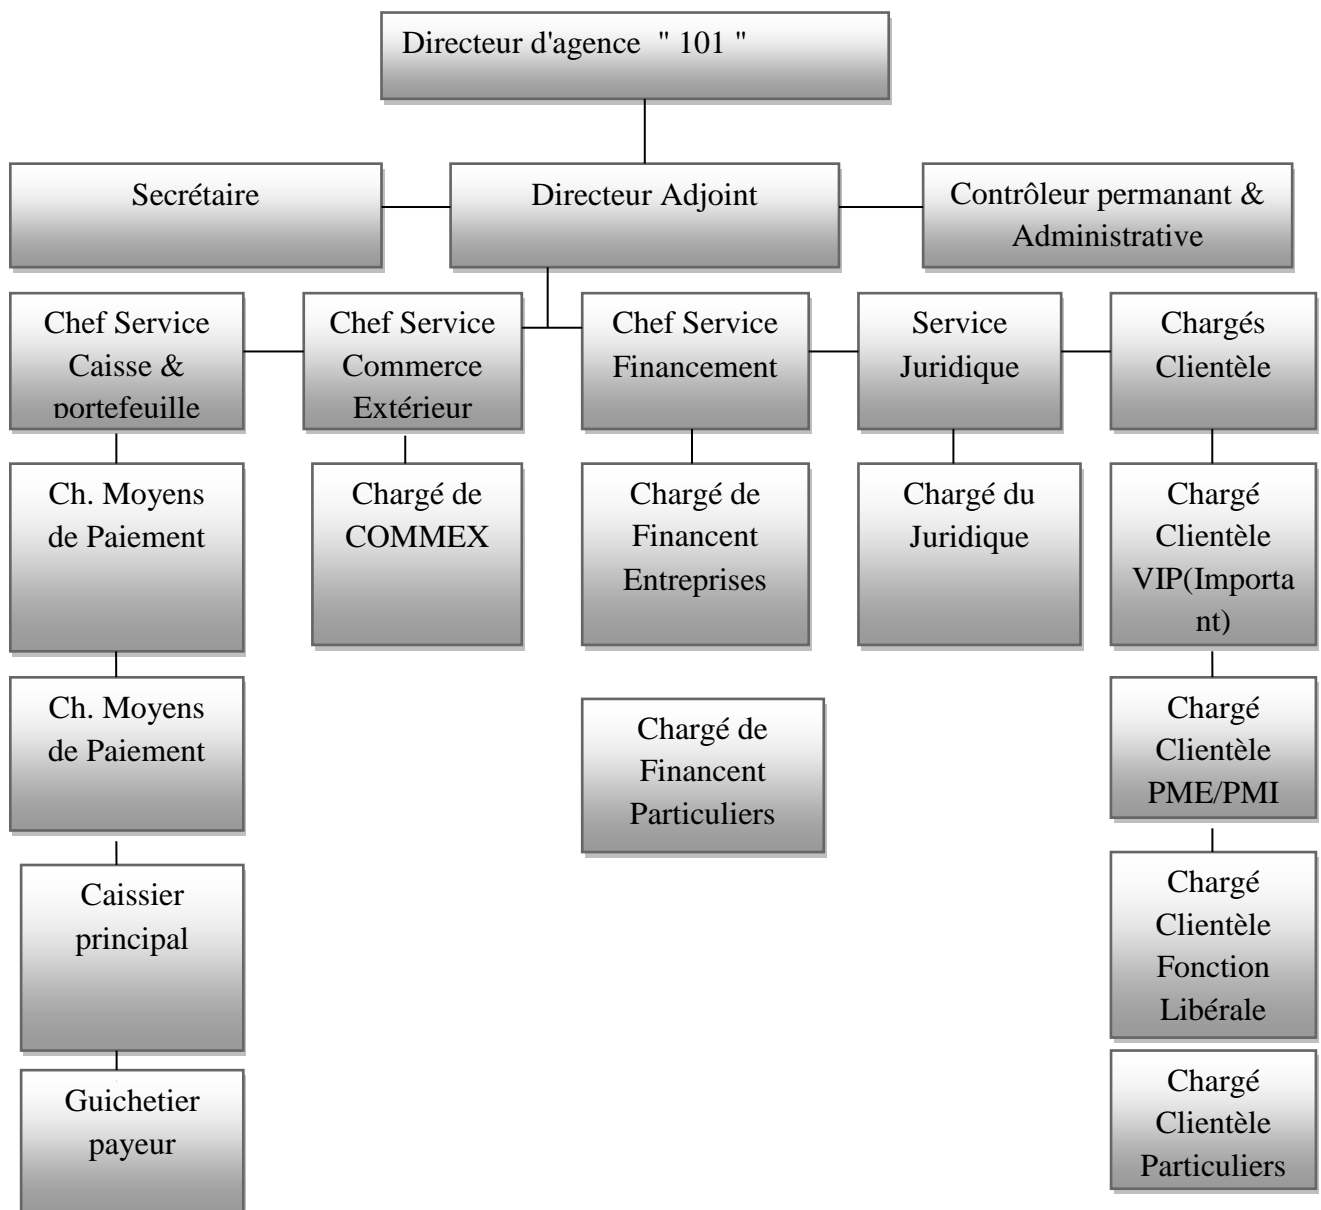 Directeur d'agence " 101 "
Secrétaire
Directeur Adjoint
Contrôleur permanant &
Administrative
Chef Service
Caisse &
portefeuille
Chef Service
Commerce
Extérieur
Chef Service
Financement
Service
Juridique
Chargés
Clientèle
Ch. Moyens
de Paiement
Chargé de
COMMEX
Chargé de
Financent
Entreprises
Chargé du
Juridique
Chargé
Clientèle
VIP(Importa
nt)
Ch. Moyens
de Paiement
Chargé de
Financent
Particuliers
Chargé
Clientèle
PME/PMI
Caissier
principal
Chargé
Clientèle
Fonction
Libérale
Guichetier
payeur
Chargé
Clientèle
Particuliers